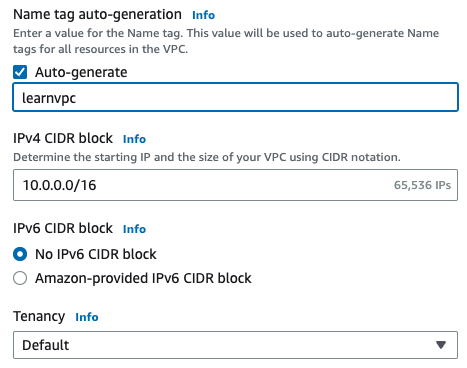 Name tag auto-generation Info
Enter a value for the Name tag. This value will be used to auto-generate Name
tags for all resources in the VPC.
Auto-generate
learnvpc
IPv4 CIDR block Info
Determine the starting IP and the size of your VPC using CIDR notation.
10.0.0.0/16 65,536 IPs
IPv6 CIDR block Info
No IPv6 CIDR block
Amazon-provided IPv6 CIDR block
Tenancy Info
Default